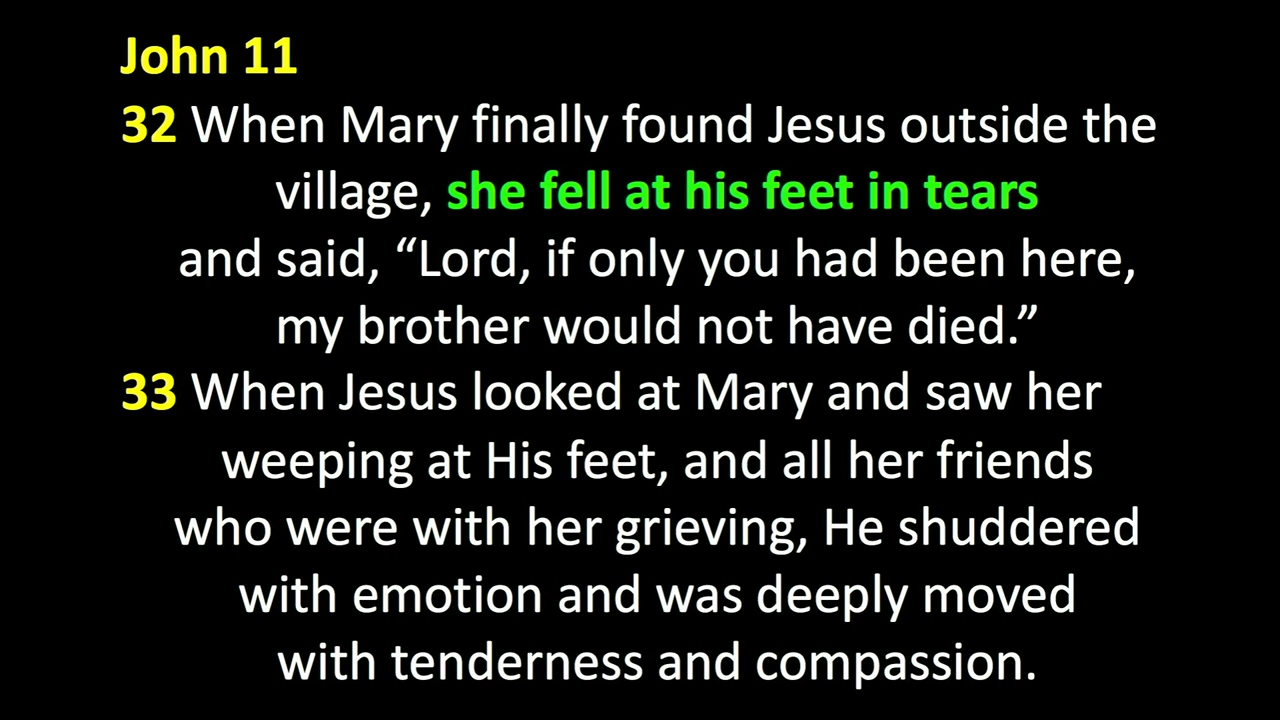 John 11
32 When Mary finally found Jesus outside the
village, she fell at his feet in tears
and said, “Lord, if only you had been here,
my brother would not have died.”
33 When Jesus looked at Mary and saw her
weeping at His feet, and all her friends
who were with her grieving, He shuddered
with emotion and was deeply moved
with tenderness and compassion.